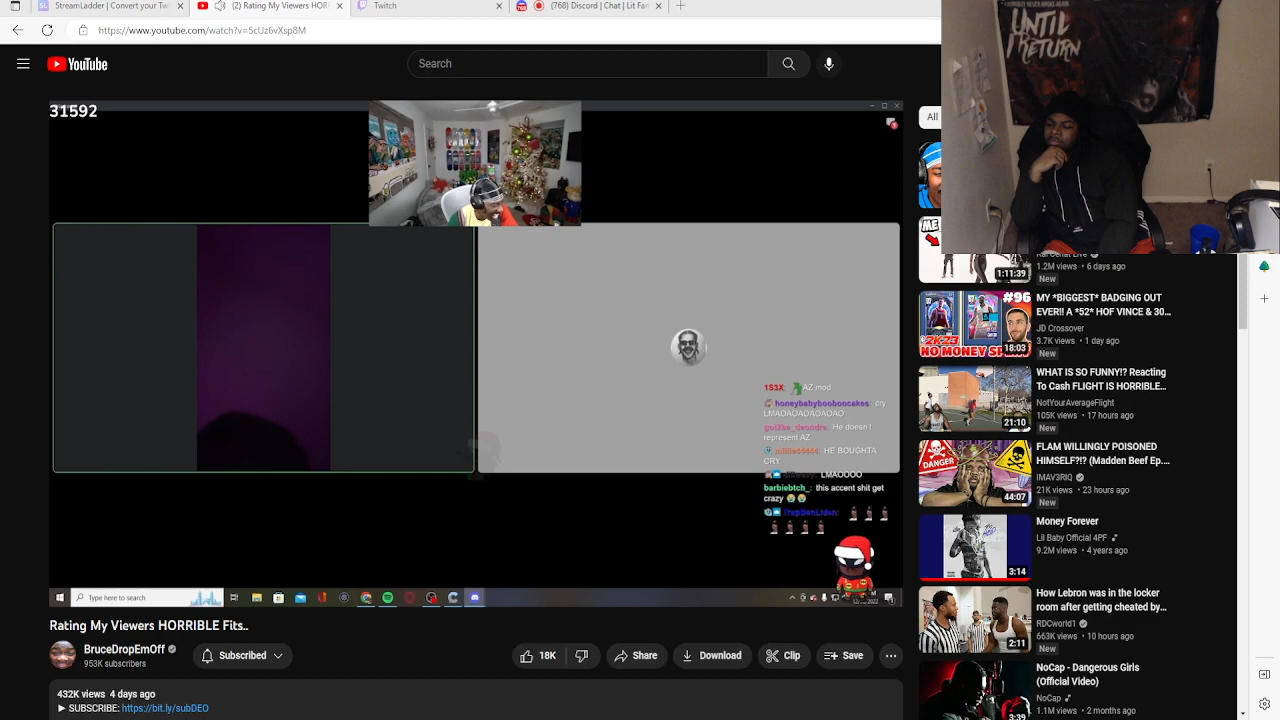 StreamLadder | Convert your Tw
(2) Rating My Viewers HORR
Twitch
(768) Discord | Chat | Lit Fan
https://www.youtube.com/watch?v=5cUz6vXsp8M
YouTube
Search
UNTIL
I RETURN
31592
All
1S3X: AZ mod
honeybabybooboocakes: cry
LMAOAOAOAOAOAO
He doesn't
represent AZ
HE BOUGHTA
CRY
LMAOOOO
barbiebtch_: this accent shit get
crazy
TrapDenLidan:
Type here to search
Rating My Viewers HORRIBLE Fits..
BruceDropEmOff
953K subscribers
Subscribed
18K
Share
Download
Clip
Save
432K views 4 days ago
▶ SUBSCRIBE: https://bit.ly/subDEO
ME
1:11:39
Kai Cenat Live
1.2M views • 6 days ago
New
#96
2K23
NO MONEY SP
18:03
MY *BIGGEST* BADGING OUT
EVER!! A *52* HOF VINCE & 30...
JD Crossover
3.7K views • 1 day ago
New
21:10
WHAT IS SO FUNNY!? Reacting
To Cash FLIGHT IS HORRIBLE...
NotYourAverageFlight
105K views • 17 hours ago
New
DANGER
44:07
FLAM WILLINGLY POISONED
HIMSELF?!? (Madden Beef Ep....
IMAV3RIQ
21K views • 23 hours ago
New
3:14
Money Forever
Lil Baby Official 4PF
9.2M views • 4 years ago
2:11
How Lebron was in the locker
room after getting cheated by...
RDCworld1
663K views • 10 hours ago
New
3:39
NoCap - Dangerous Girls
(Official Video)
NoCap
1.1M views • 2 months ago